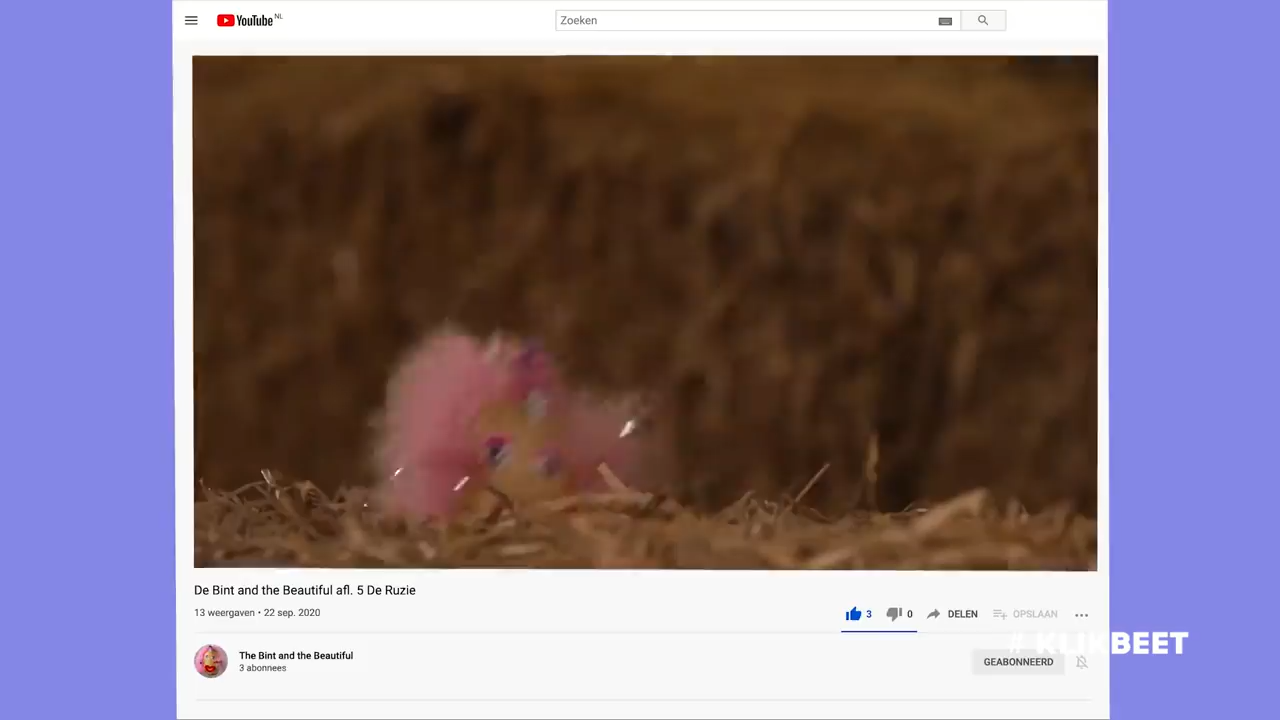 YouTube NL
Zoeken
De Bint and the Beautiful afl. 5 De Ruzie
13 weergaven • 22 sep. 2020
3
0
DELEN
OPSLAAN
The Bint and the Beautiful
3 abonnees
GEABONNEERD
# KIJKBEET